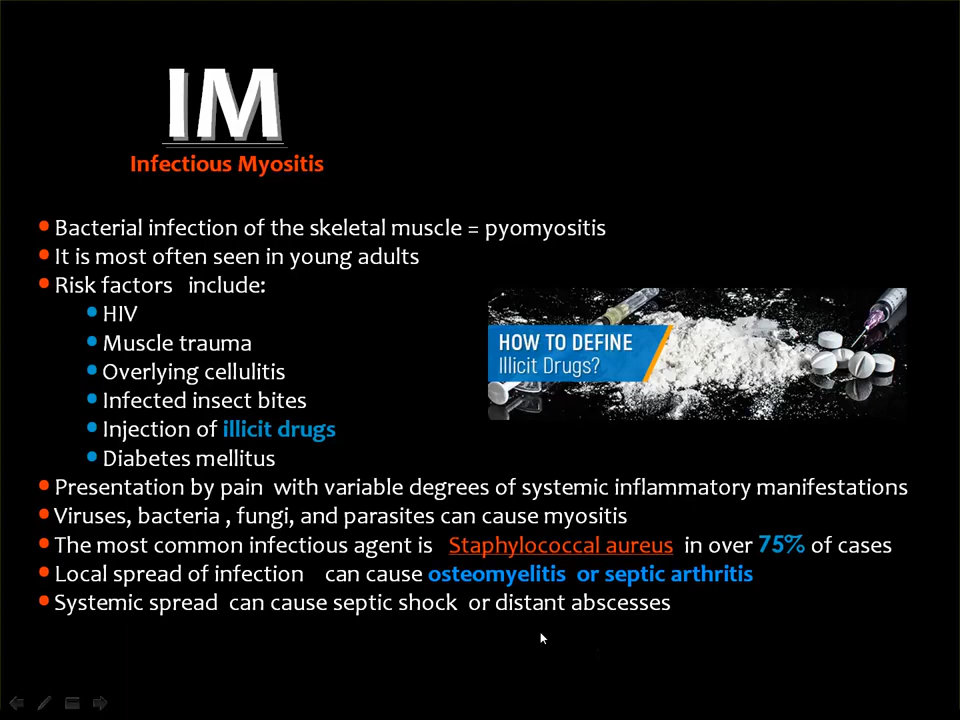 IM
Infectious Myositis
Bacterial infection of the skeletal muscle = pyomyositis
It is most often seen in young adults
Risk factors include:
HIV
Muscle trauma
Overlying cellulitis
Infected insect bites
Injection of illicit drugs
Diabetes mellitus
HOW TO DEFINE
Illicit Drugs?
Presentation by pain with variable degrees of systemic inflammatory manifestations
Viruses, bacteria , fungi, and parasites can cause myositis
The most common infectious agent is Staphylococcal aureus in over 75% of cases
Local spread of infection can cause osteomyelitis or septic arthritis
Systemic spread can cause septic shock or distant abscesses